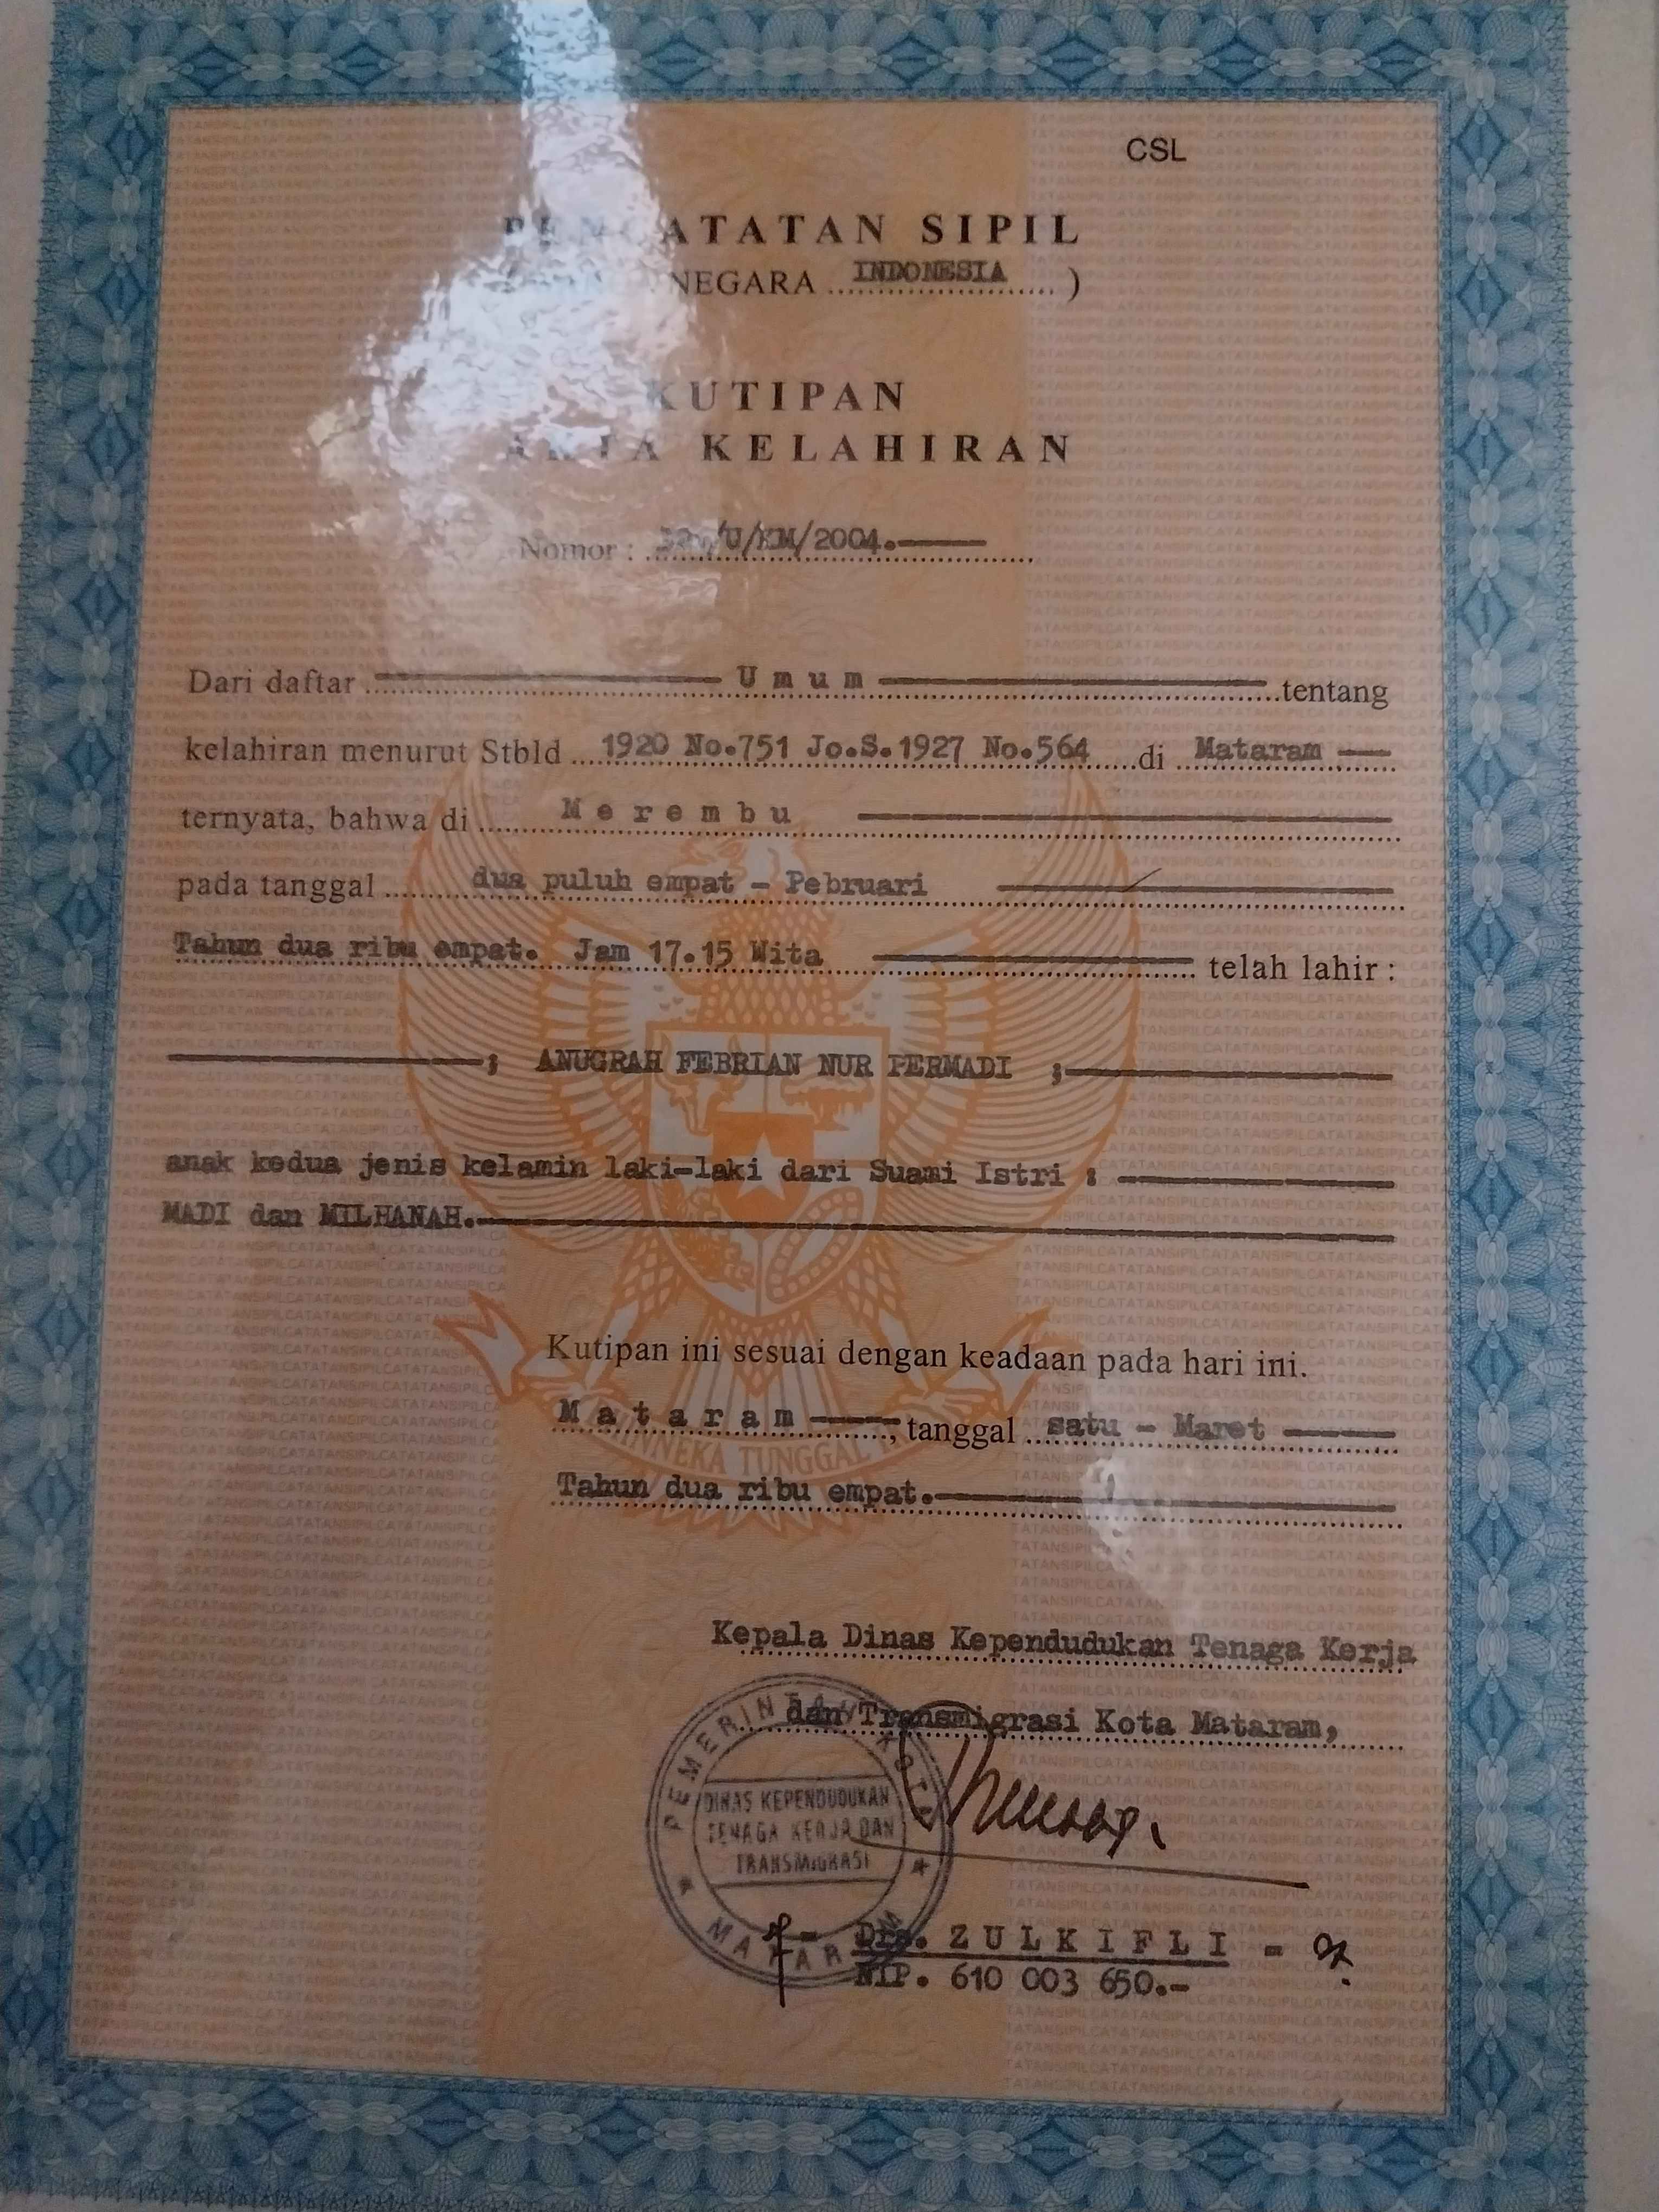 CSL
SIPIL
NEGARA INDONESIA )
KUTIPAN
AKTA KELAHIRAN
Nomor : /U/KM/2004.
Dari daftar Umum tentang
kelahiran menurut Stbld 1920 No.751 Jo.S.1927 No.564 di Mataram
ternyata, bahwa di Merembu
pada tanggal dua puluh empat - Pebruari
Tahun dua ribu empat. Jam 17.15 Wita telah lahir :
; ANUGRAH FEBRIAN NUR PERMADI ;
anak kedua jenis kelamin laki-laki dari Suami Istri :
MADI dan MILHANAH.
Kutipan ini sesuai dengan keadaan pada hari ini.
Mataram, tanggal satu - Maret
Tahun dua ribu empat.
Kepala Dinas Kependudukan Tenaga Kerja
dan Transmigrasi Kota Mataram,
PEMERINTAH KOTA
DINAS KEPENDUDUKAN
TENAGA KERJA DAN
TRANSMIGRASI
MATARAM
Drs. ZULKIFLI -
NIP. 610 003 650.-